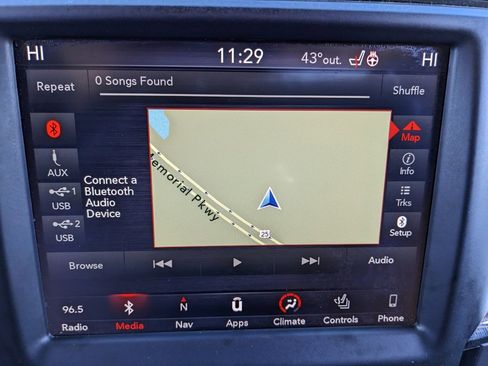 HI
11:29
43°out.
HI
Repeat
0 Songs Found
Shuffle
Map
AUX
Info
1
USB
Connect a
Bluetooth
Audio
Device
Memorial Pkwy
25
Trks
2
USB
Setup
Browse
Audio
96.5
N
Radio
Media
Nav
Apps
Climate
Controls
Phone